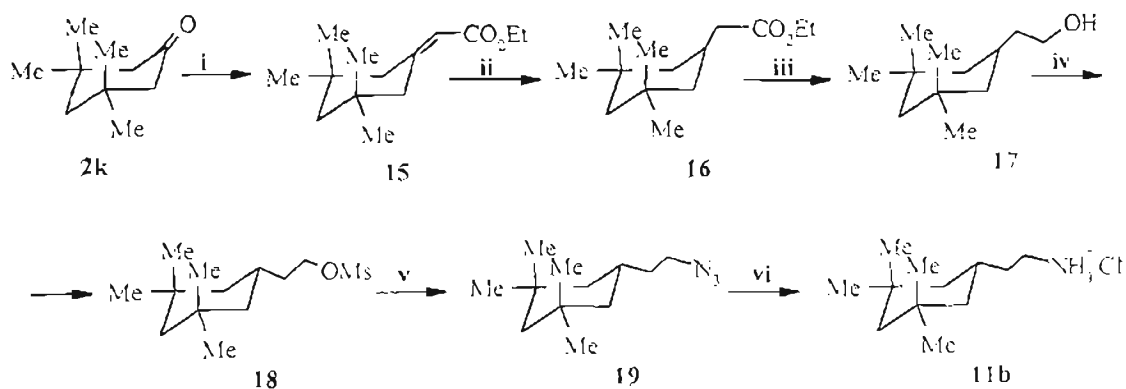 Me Me O
Me i
Me
2k
Me Me CO2Et
Me ii
Me
15
Me Me CO2Et
Me iii
Me
16
Me Me OH
Me iv
Me
17
Me Me OMs
Me v
Me
18
Me Me N3
Me vi
Me
19
Me Me
Me
Me
11b